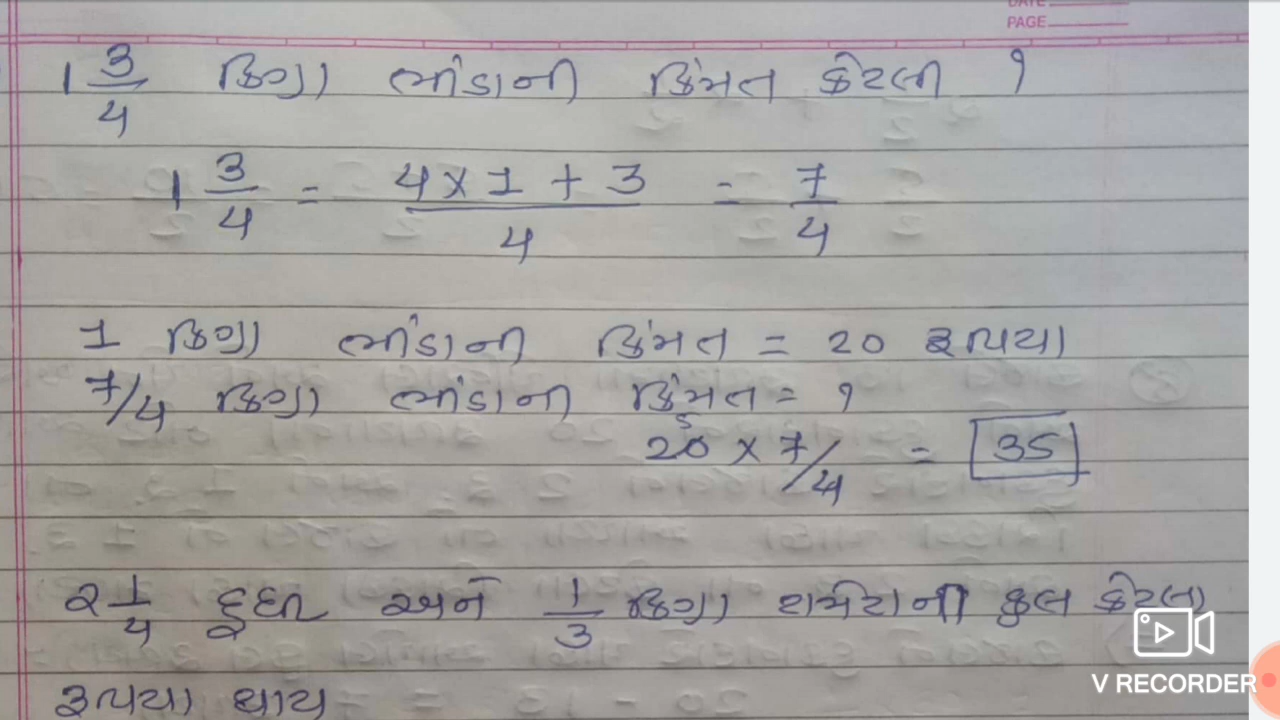 DATE
PAGE
1 3/4 કિગ્રા ભીંડાની કિંમત કેટલી ?
1 3/4 = 4 x 1 + 3 / 4 = 7/4
1 કિગ્રા ભીંડાની કિંમત = 20 રૂપિયા
7/4 કિગ્રા ભીંડાની કિંમત = ?
5
20 x 7/4 = 35
2 1/4 દુધી અને 1/3 કિગ્રા ટામેટાના કુલ કેટલા
રૂપિયા થાય
V RECORDER